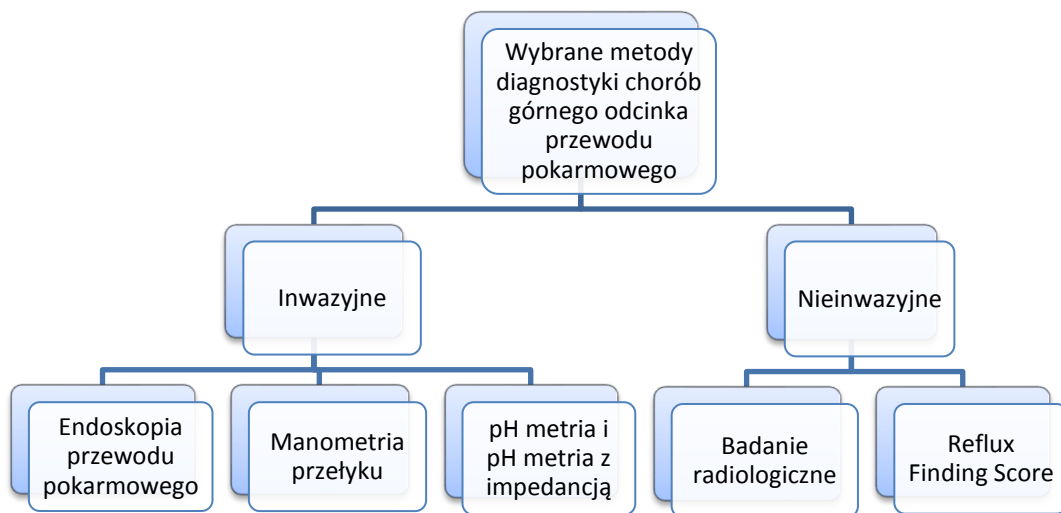 Wybrane metody
diagnostyki chorób
górnego odcinka
przewodu
pokarmowego
Inwazyjne
Nieinwazyjne
Endoskopia
przewodu
pokarmowego
Manometria
przełyku
pH metria i
pH metria z
impedancją
Badanie
radiologiczne
Reflux
Finding Score